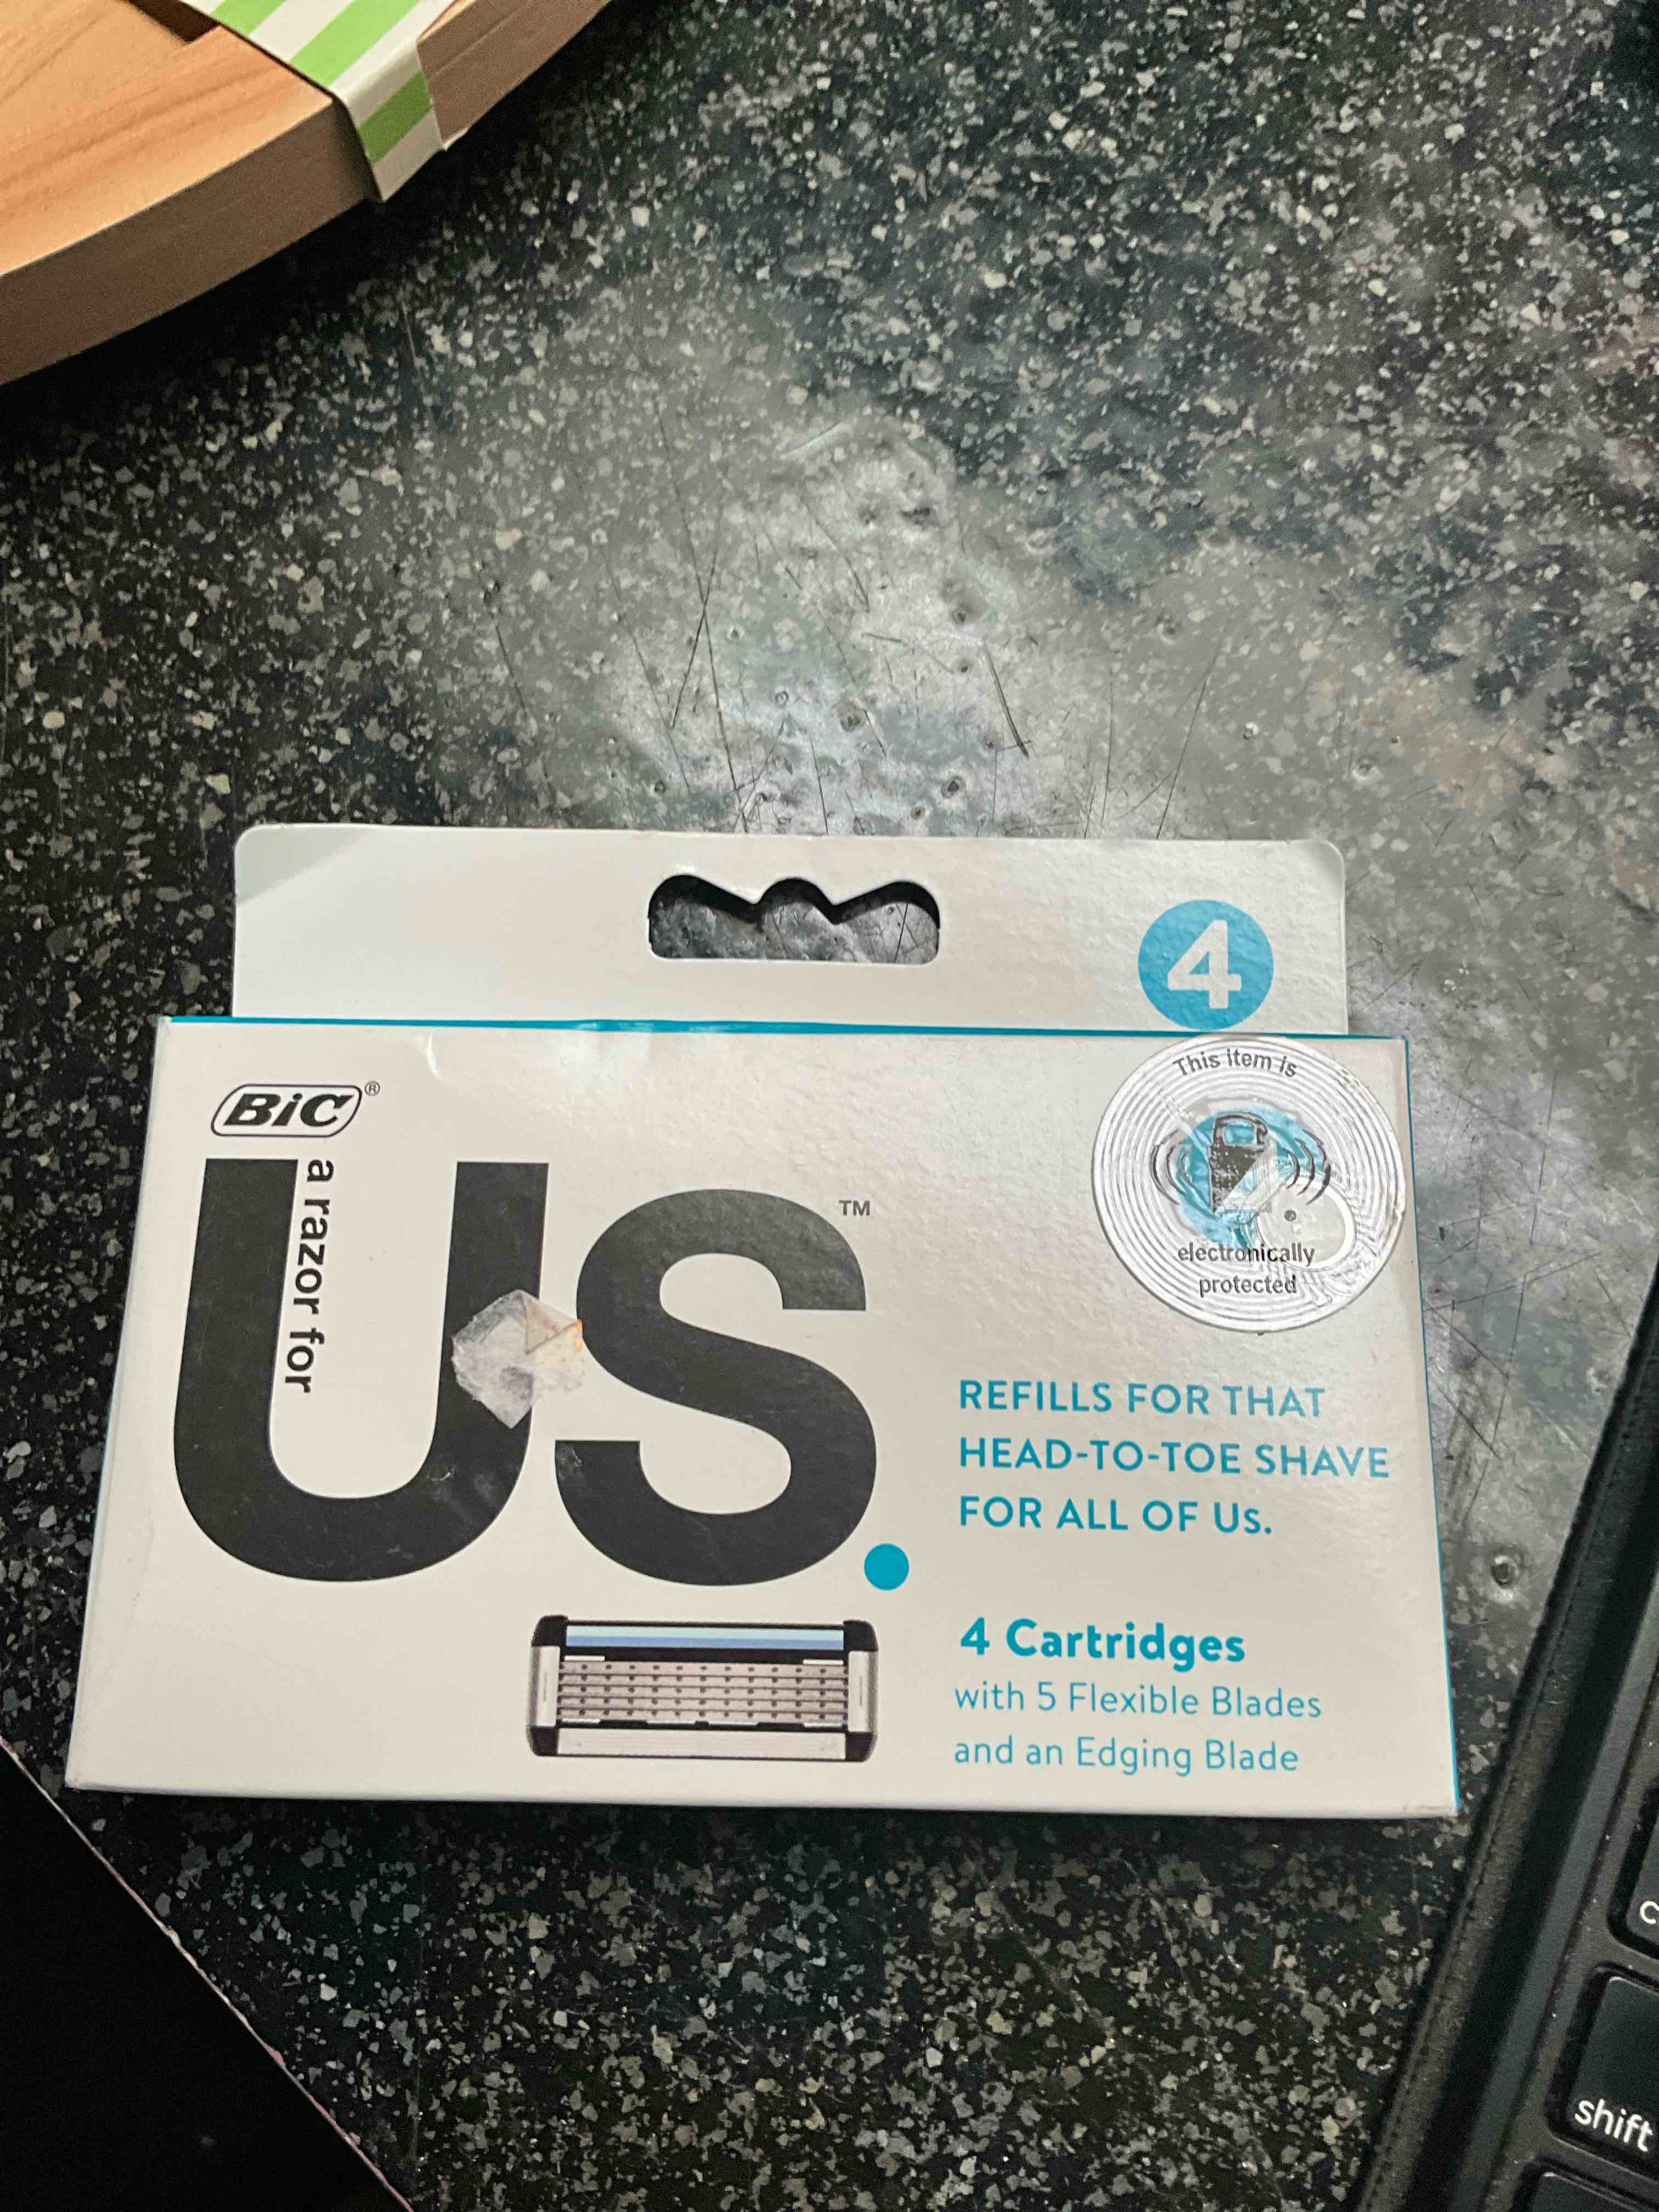 4
BiC®
a razor for
Us.™
This item is
electronically
protected
REFILLS FOR THAT
HEAD-TO-TOE SHAVE
FOR ALL OF Us.
4 Cartridges
with 5 Flexible Blades
and an Edging Blade
shift